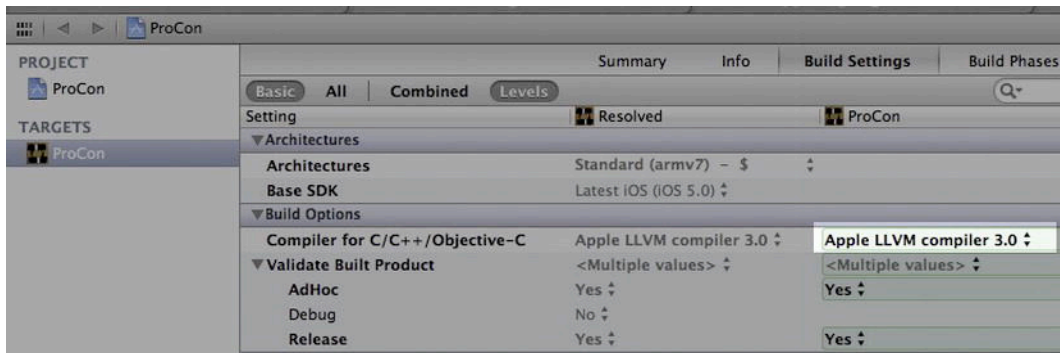 ProCon
PROJECT
ProCon
TARGETS
ProCon
Summary Info Build Settings Build Phases
Basic All Combined Levels
Setting Resolved ProCon
Architectures
Architectures Standard (armv7) – $
Base SDK Latest iOS (iOS 5.0)
Build Options
Compiler for C/C++/Objective-C Apple LLVM compiler 3.0 Apple LLVM compiler 3.0
Validate Built Product <Multiple values> <Multiple values>
AdHoc Yes Yes
Debug No
Release Yes Yes